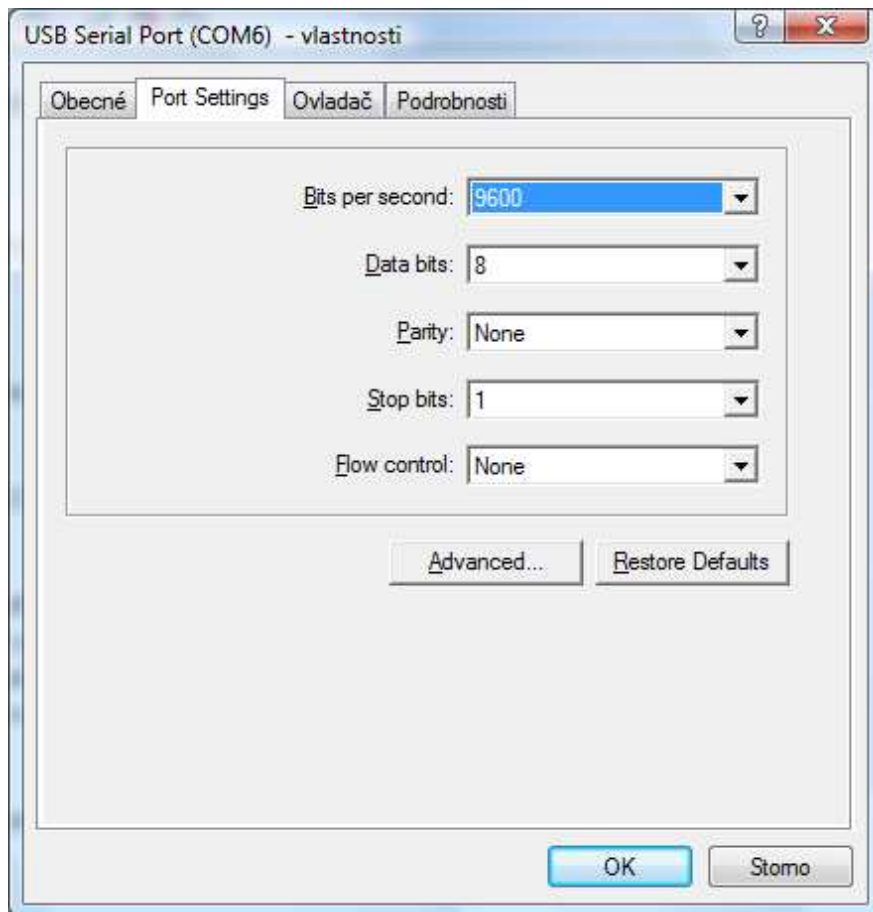 USB Serial Port (COM6) - vlastnosti
Obecné Port Settings Ovladač Podrobnosti
Bits per second: 9600
Data bits: 8
Parity: None
Stop bits: 1
Flow control: None
Advanced... Restore Defaults
OK Storno